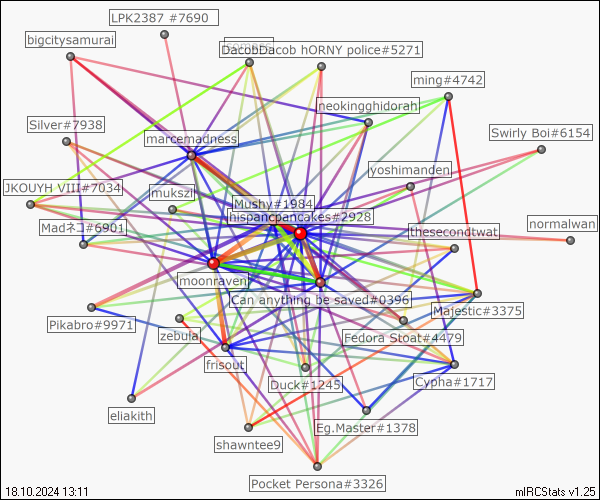 LPK2387 #7690
bigcitysamurai
DacobDacob hORNY police#5271
ming#4742
neokingghidorah
Silver#7938
marcemadness
Swirly Boi#6154
yoshimanden
JKOUYH VIII#7034
mukszil
Mushy#1984
hispancpancakes#2928
Madネコ#6901
thesecondtwat
normalwan
moonraven
Can anything be saved#0396
Majestic#3375
Pikabro#9971
zebula
Fedora Stoat#4479
frisout
Duck#1245
Cypha#1717
eliakith
Eg.Master#1378
shawntee9
Pocket Persona#3326
18.10.2024 13:11
mIRCStats v1.25